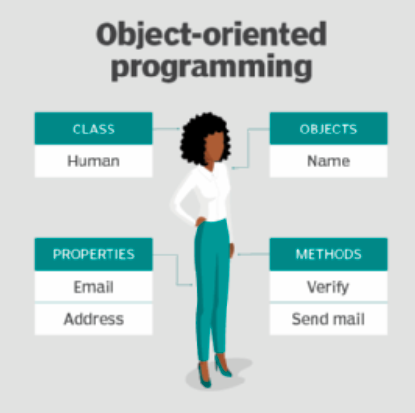 Object-oriented
programming
CLASS
Human
OBJECTS
Name
PROPERTIES
Email
Address
METHODS
Verify
Send mail